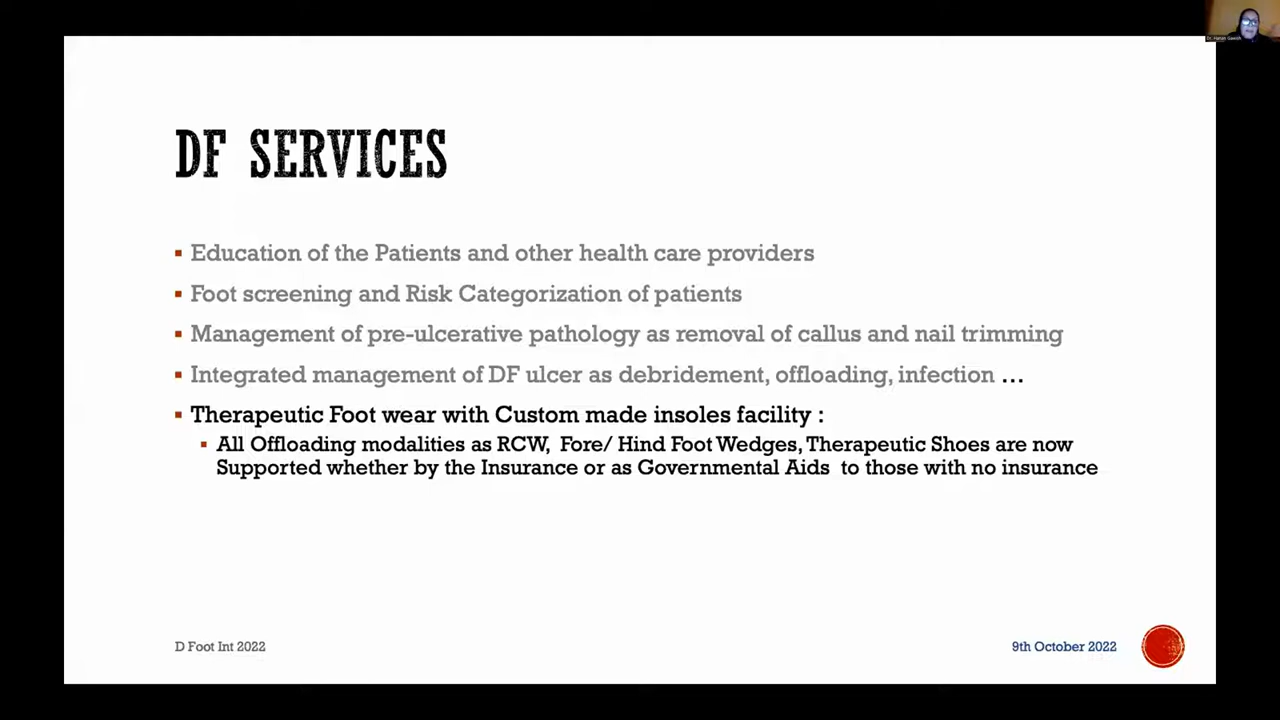 Dr. Hanan Gawish
DF SERVICES
▪ Education of the Patients and other health care providers
▪ Foot screening and Risk Categorization of patients
▪ Management of pre-ulcerative pathology as removal of callus and nail trimming
▪ Integrated management of DF ulcer as debridement, offloading, infection …
▪ Therapeutic Foot wear with Custom made insoles facility :
▪ All Offloading modalities as RCW, Fore/ Hind Foot Wedges, Therapeutic Shoes are now
Supported whether by the Insurance or as Governmental Aids to those with no insurance
D Foot Int 2022
9th October 2022